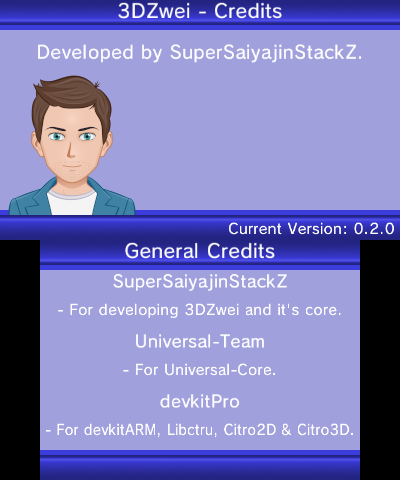 3DZwei - Credits
Developed by SuperSaiyajinStackZ.
Current Version: 0.2.0
General Credits
SuperSaiyajinStackZ
- For developing 3DZwei and it's core.
Universal-Team
- For Universal-Core.
devkitPro
- For devkitARM, Libctru, Citro2D & Citro3D.